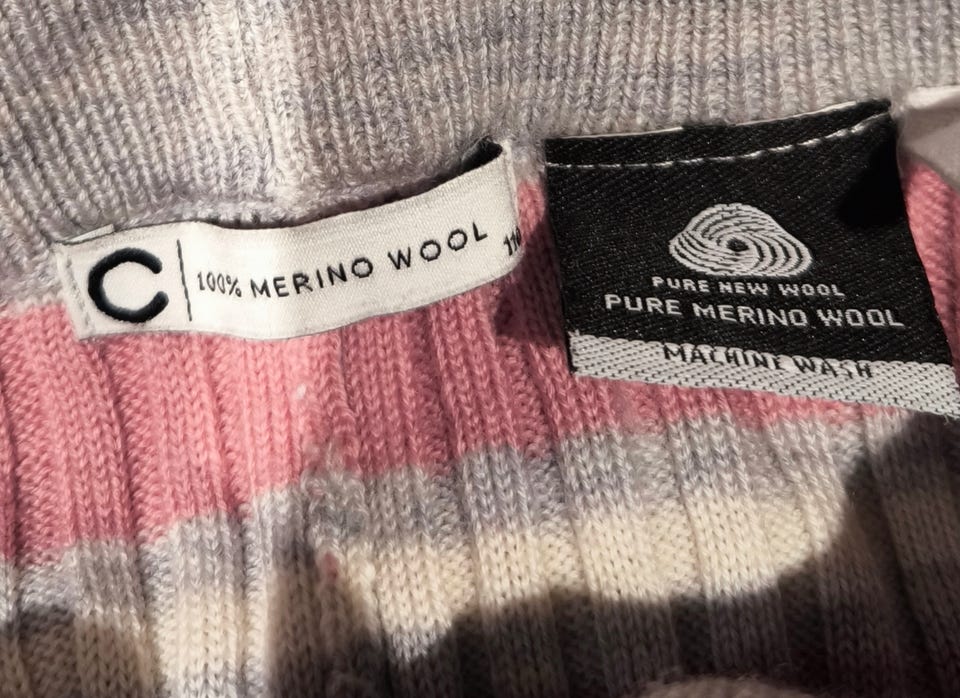 C | 100% MERINO WOOL
PURE NEW WOOL
PURE MERINO WOOL
MACHINE WASH